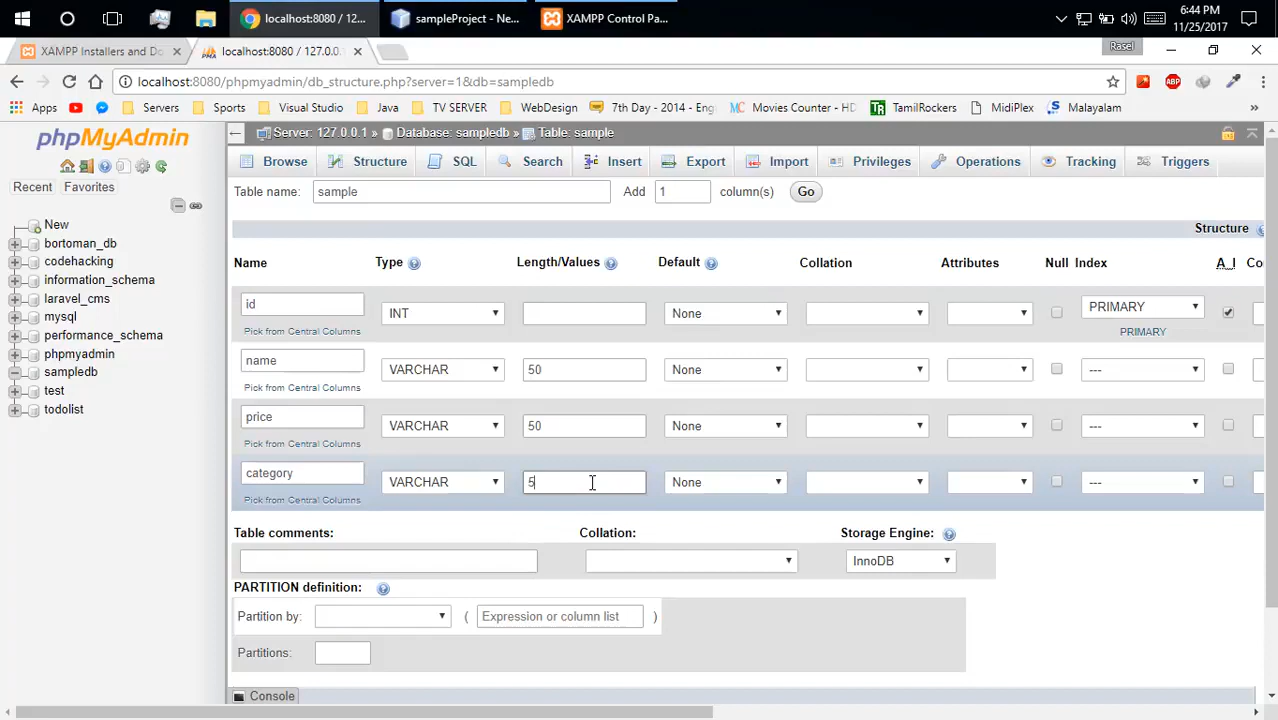 localhost:8080 / 12...
sampleProject - Ne...
XAMPP Control Pa...
6:44 PM
11/25/2017
XAMPP Installers and Do
localhost:8080 / 127.0.0.1
Rasel
localhost:8080/phpmyadmin/db_structure.php?server=1&db=sampledb
ABP
Apps
Servers
Sports
Visual Studio
Java
TV SERVER
WebDesign
7th Day - 2014 - Eng
Movies Counter - HD
TamilRockers
MidiPlex
Malayalam
»
phpMyAdmin
Recent
Favorites
New
bortoman_db
codehacking
information_schema
laravel_cms
mysql
performance_schema
phpmyadmin
sampledb
test
todolist
Server: 127.0.0.1 » Database: sampledb » Table: sample
Browse
Structure
SQL
Search
Insert
Export
Import
Privileges
Operations
Tracking
Triggers
Table name: sample Add 1 column(s) Go
Structure
Name Type Length/Values Default Collation Attributes Null Index A_I Co
id INT None PRIMARY
Pick from Central Columns PRIMARY
name VARCHAR 50 None ---
Pick from Central Columns
price VARCHAR 50 None ---
Pick from Central Columns
category VARCHAR 5 None ---
Pick from Central Columns
Table comments: Collation: Storage Engine:
InnoDB
PARTITION definition:
Partition by: ( Expression or column list )
Partitions:
Console